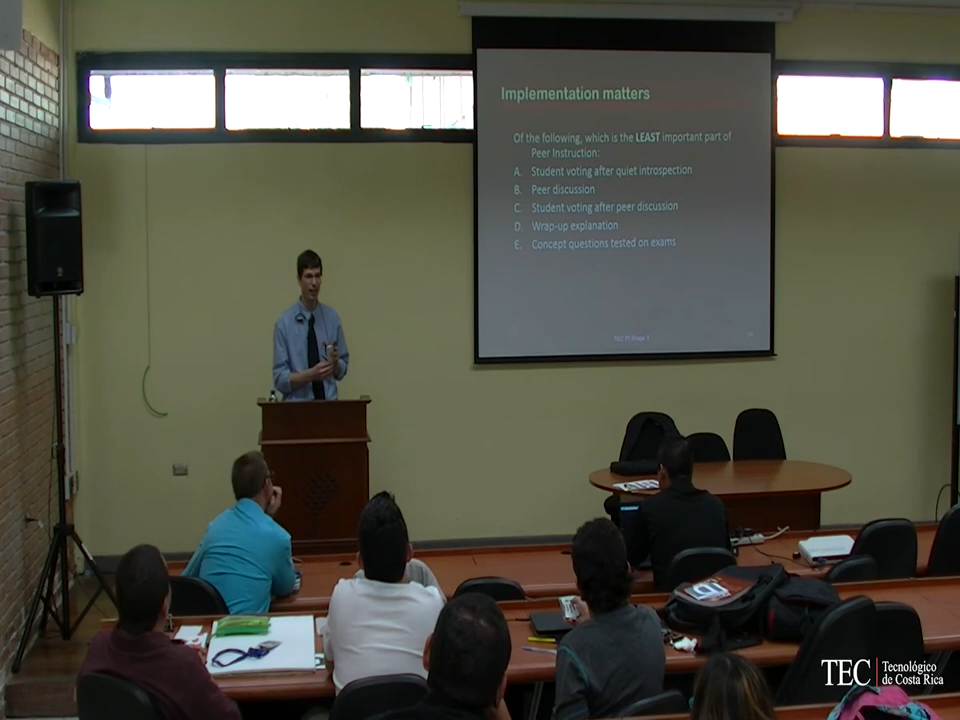 Implementation matters
Of the following, which is the LEAST important part of
Peer Instruction:
A. Student voting after quiet introspection
B. Peer discussion
C. Student voting after peer discussion
D. Wrap-up explanation
E. Concept questions tested on exams
TEC
Tecnológico
de Costa Rica